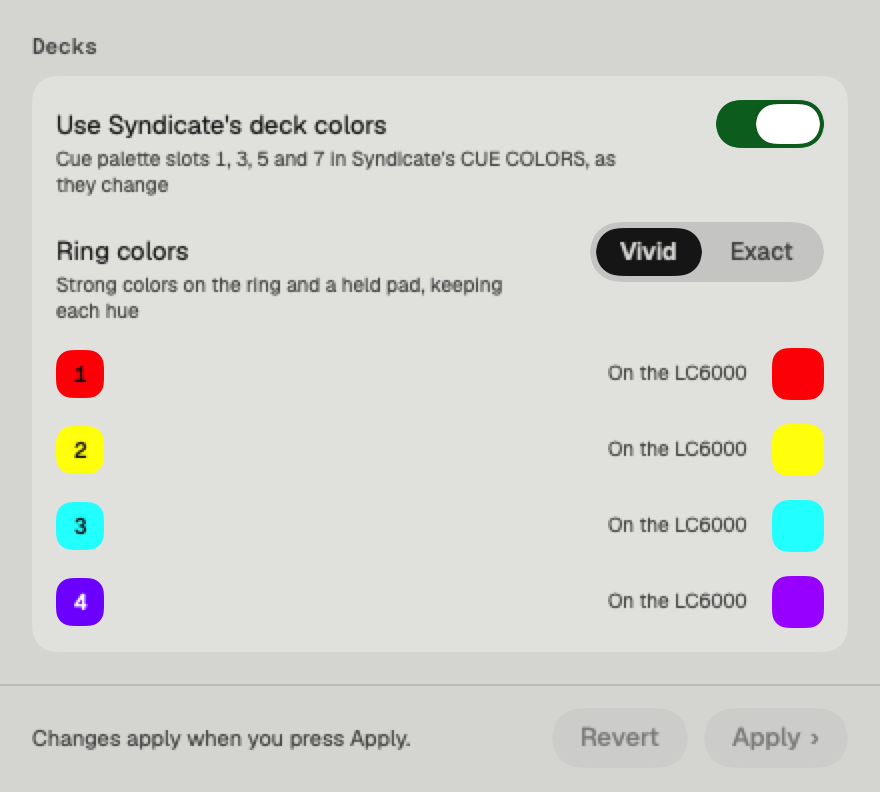 Decks
Use Syndicate's deck colors
Cue palette slots 1, 3, 5 and 7 in Syndicate's CUE COLORS, as
they change
Ring colors
Vivid
Exact
Strong colors on the ring and a held pad, keeping
each hue
1
On the LC6000
2
On the LC6000
3
On the LC6000
4
On the LC6000
Changes apply when you press Apply.
Revert
Apply ›